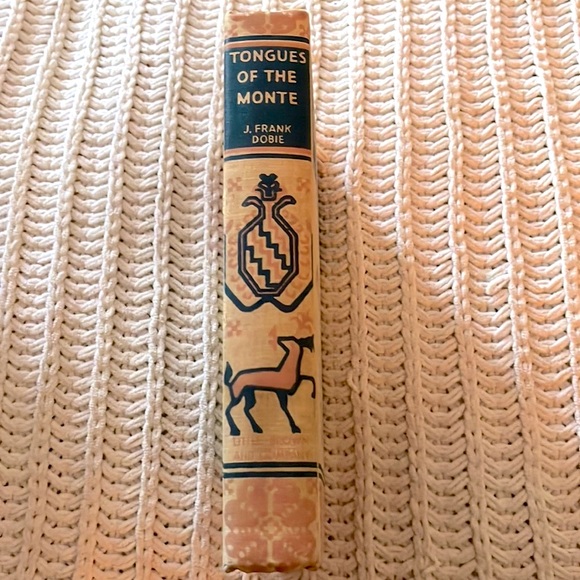 TONGUES
OF THE
MONTE
J. FRANK
DOBIE
LITTLE, BROWN
AND COMPANY